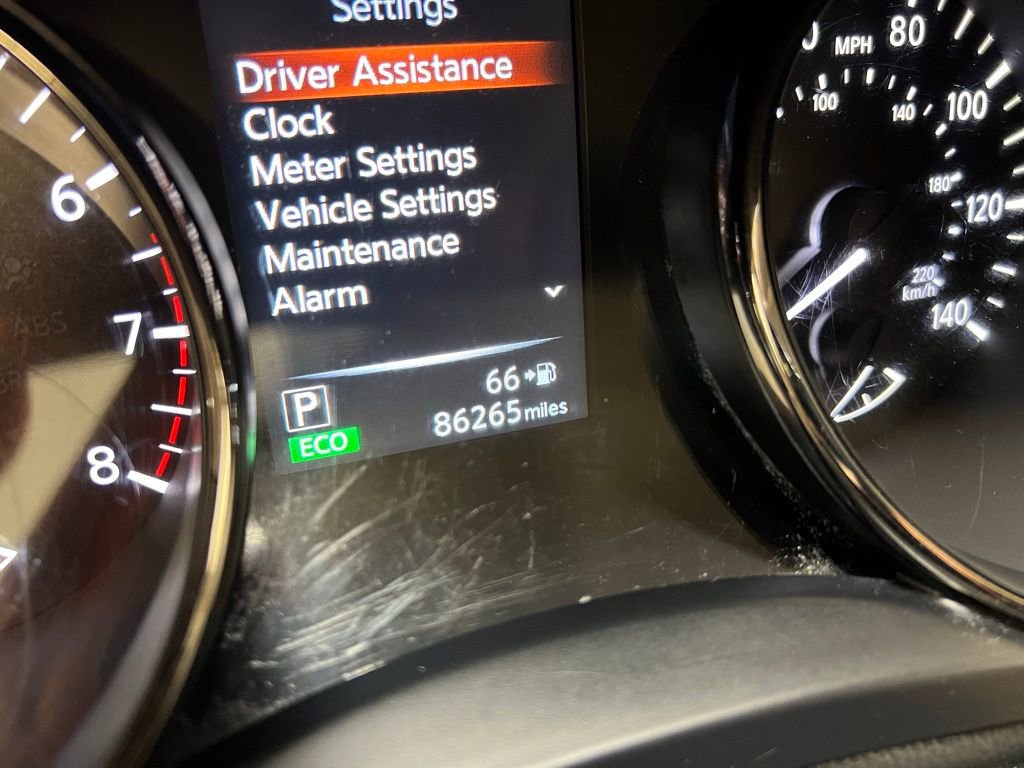 Settings
Driver Assistance
Clock
Meter Settings
Vehicle Settings
Maintenance
Alarm
66
86265 miles
P
ECO
6
7
8
ABS
MPH
80
100
120
140
100
140
180
220
km/h